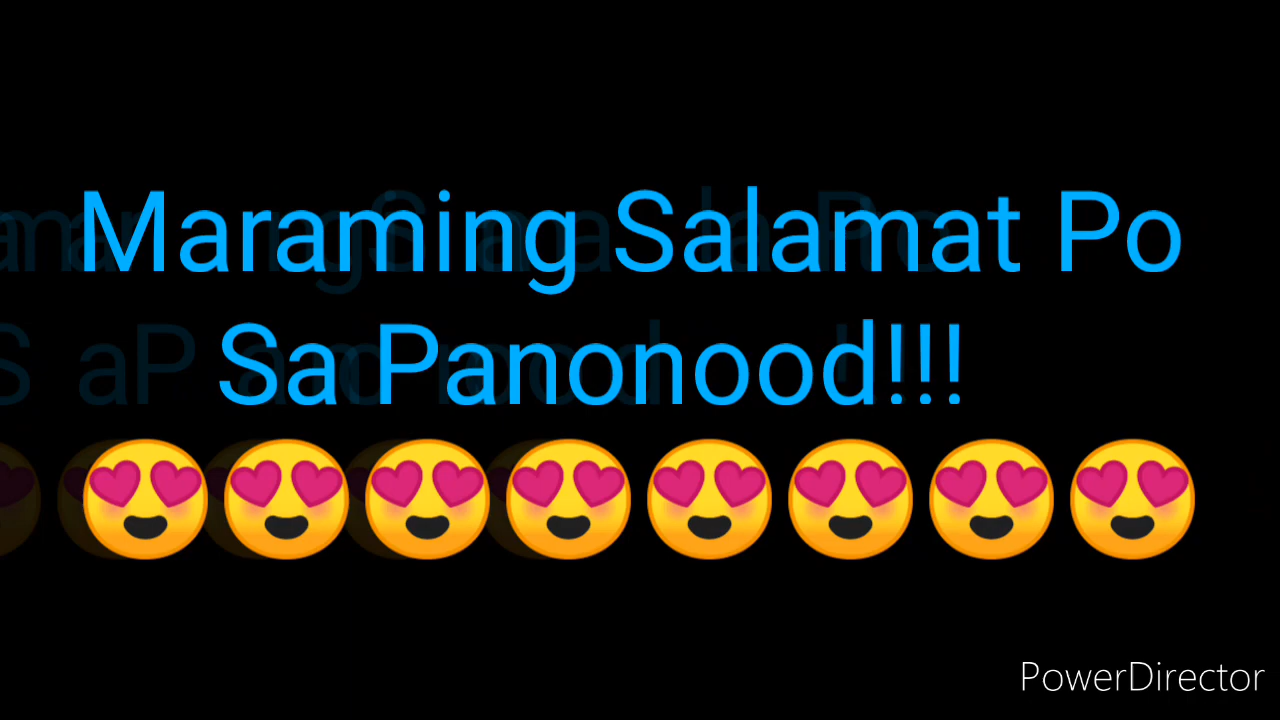 Maraming Salamat Po
Sa Panonood!!!
😍😍😍😍😍😍😍😍
PowerDirector